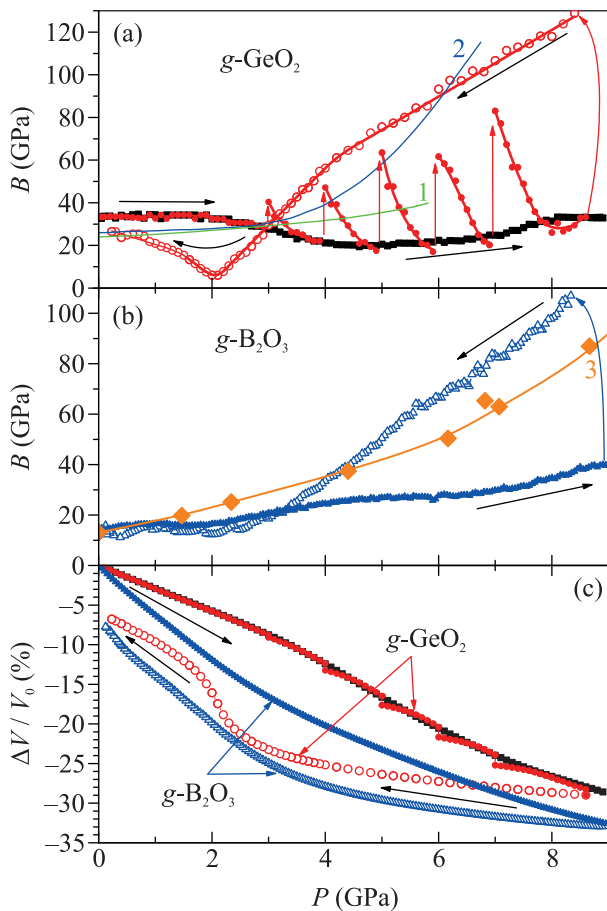 (a)
g-GeO₂
2
1
B (GPa)
120
100
80
60
40
20
0
(b)
g-B₂O₃
3
B (GPa)
100
80
60
40
20
0
(c)
g-GeO₂
g-B₂O₃
ΔV / V₀ (%)
−5
−10
−15
−20
−25
−30
−35
0 2 4 6 8
P (GPa)